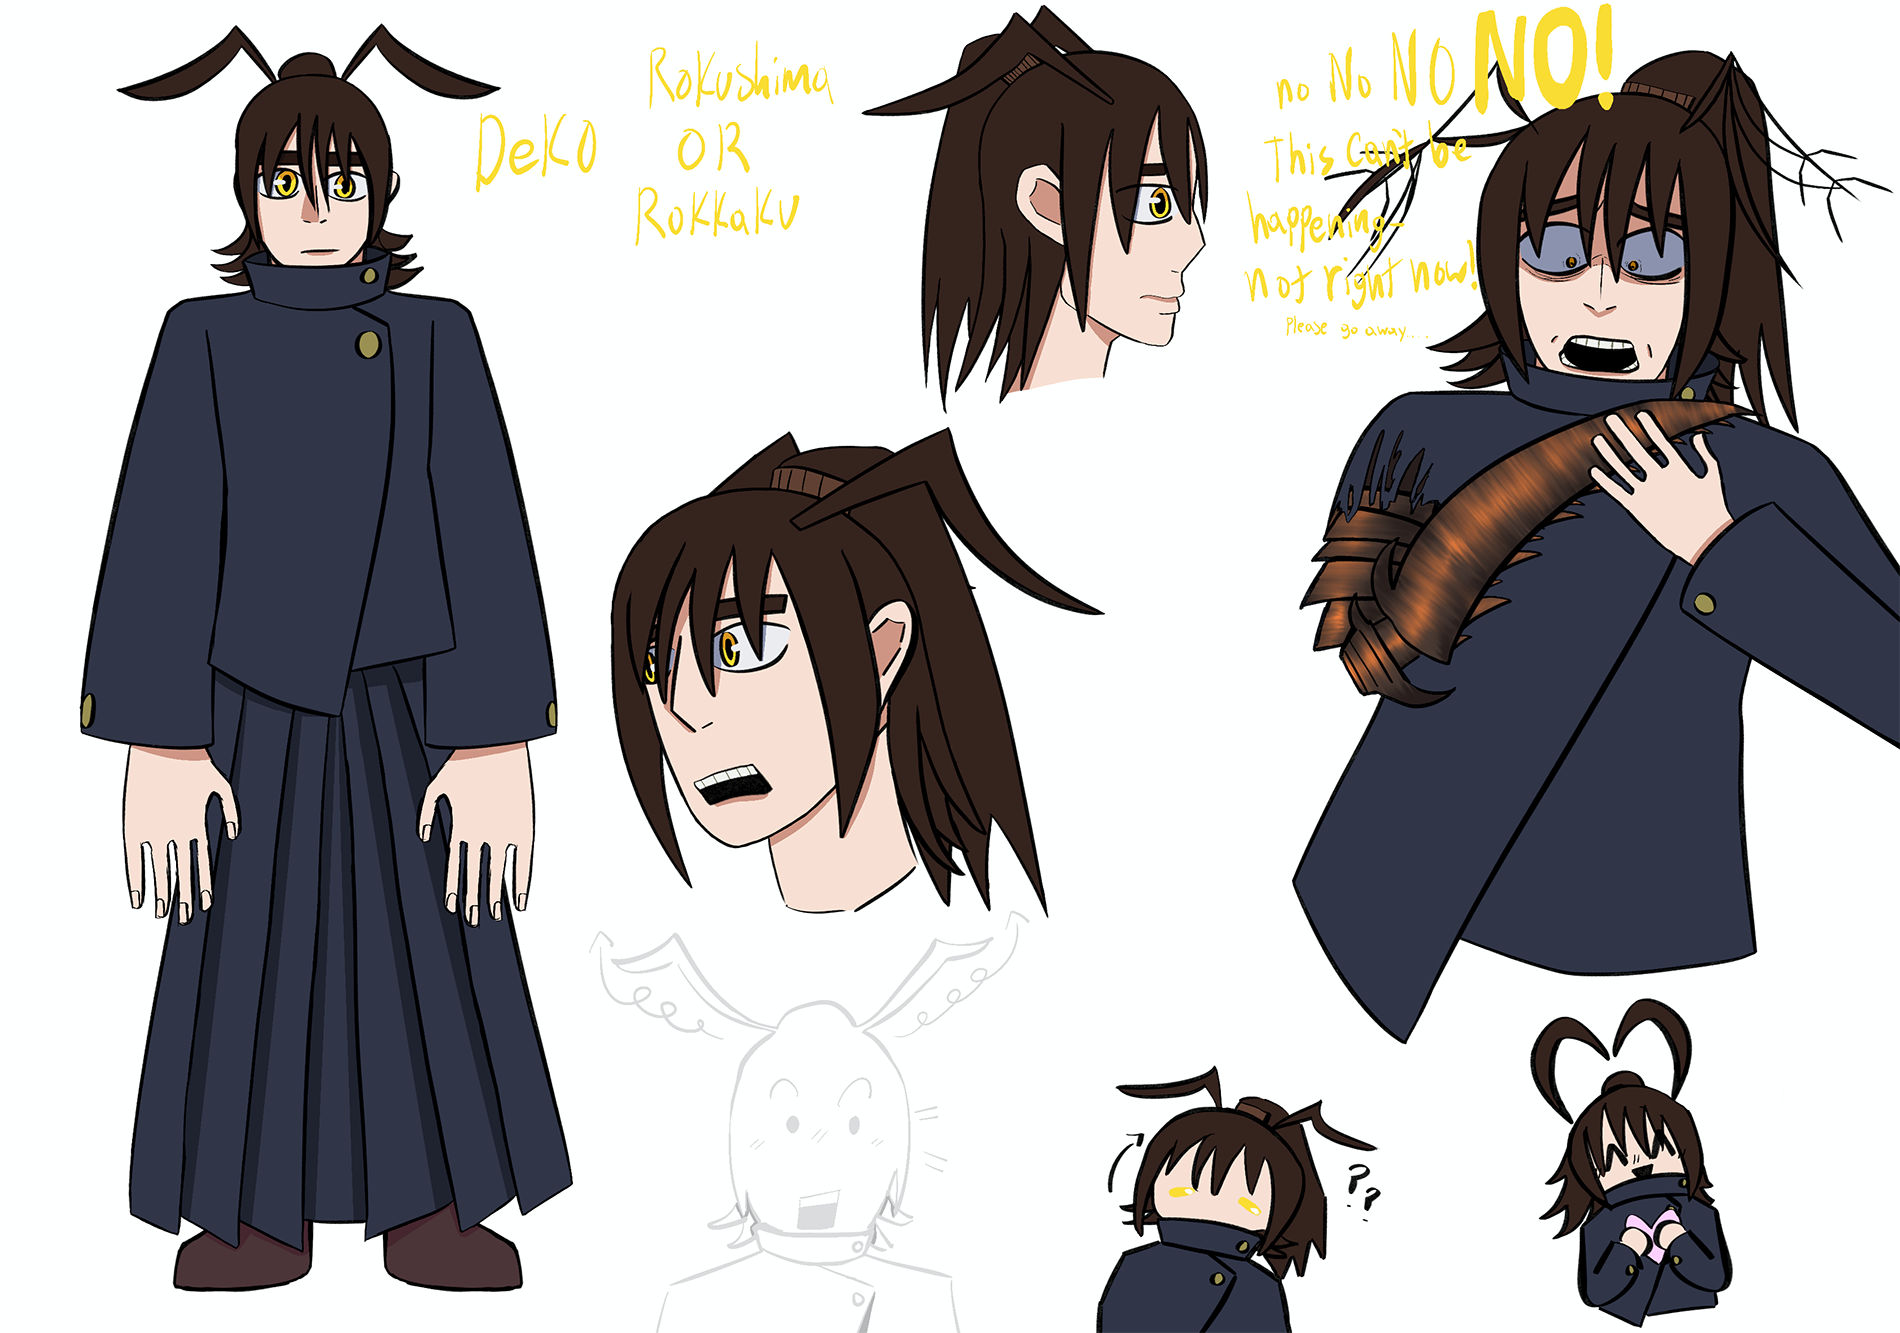 DeKO
Rokushima
OR
Rokkaku
no No NO NO!
This can't be
happening-
not right now!
Please go away....
??